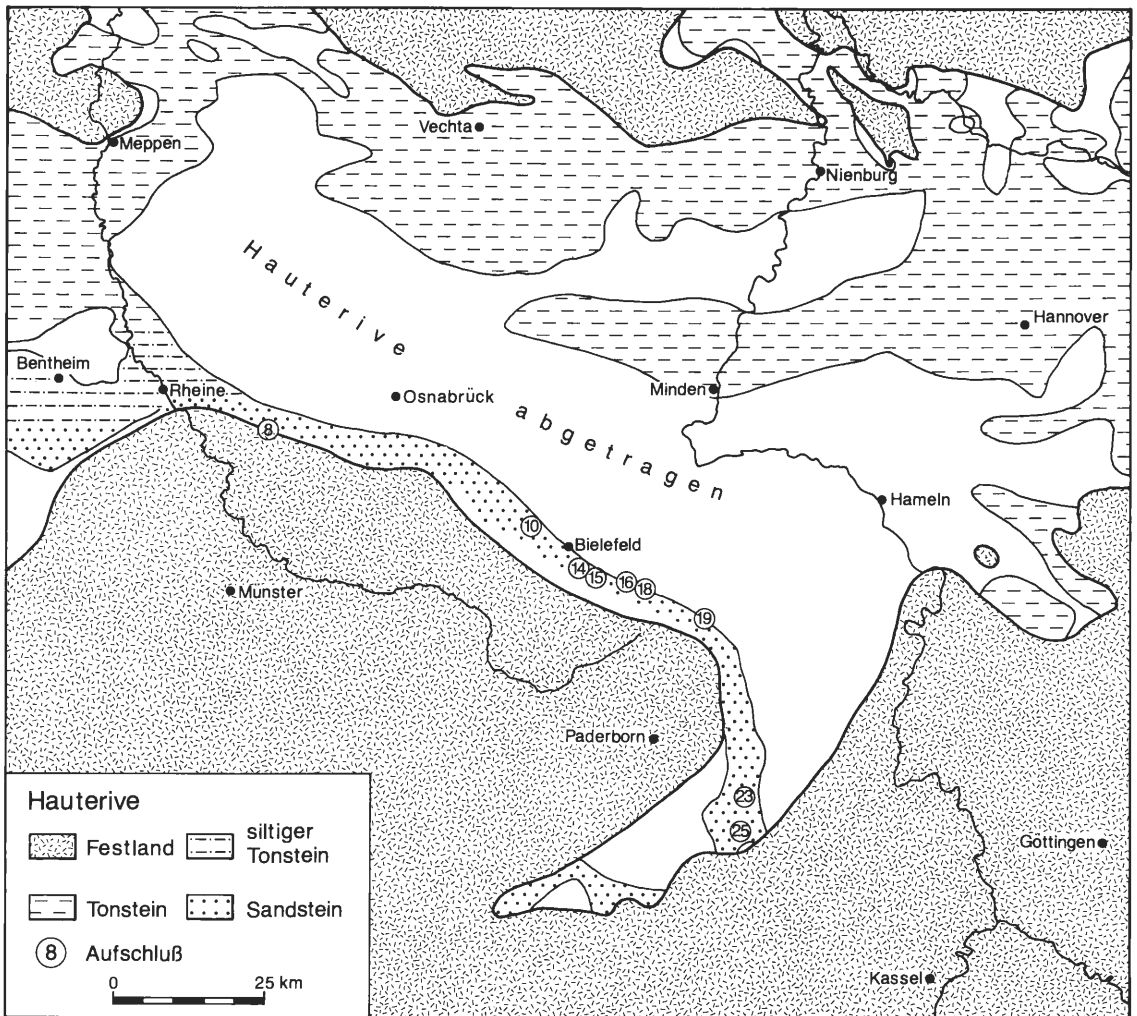 Vechta
Meppen
Nienburg
Hauterive
abgetragen
Hannover
Bentheim
Rheine
Osnabrück
Minden
8
Hameln
10
Bielefeld
14
15
16
18
Munster
19
Paderborn
23
25
Göttingen
Kassel
Hauterive
Festland
siltiger
Tonstein
Tonstein
Sandstein
8 Aufschluß
0 25 km